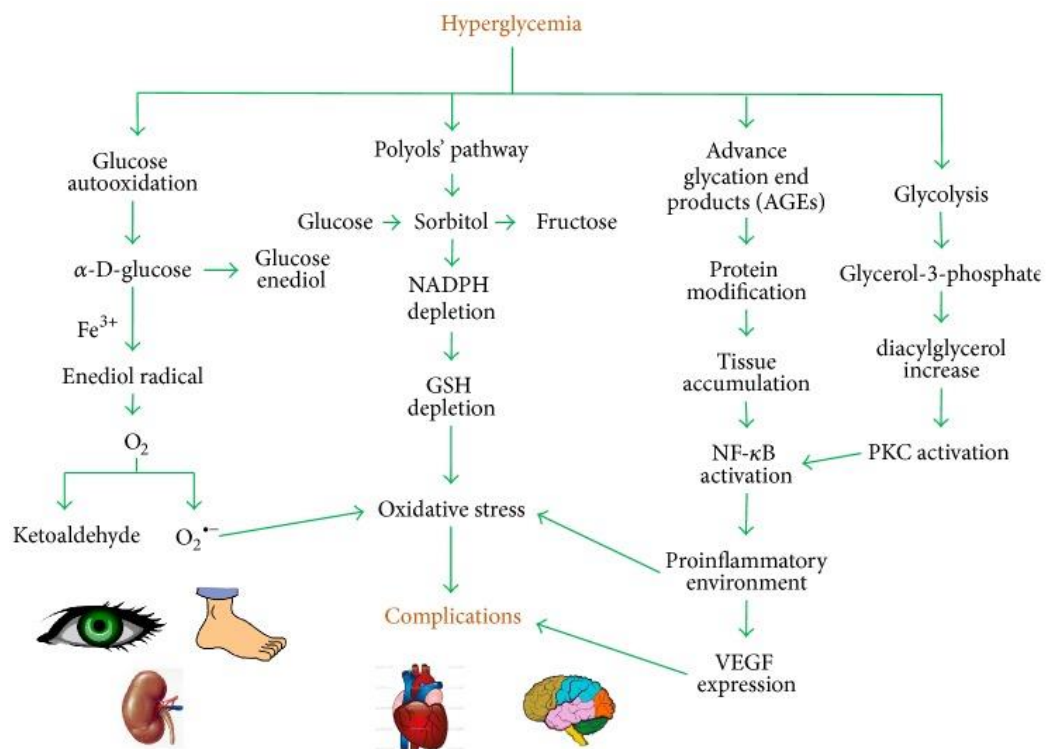 Hyperglycemia
Glucose
autooxidation
α-D-glucose
Glucose
enediol
Fe³⁺
Enediol radical
O₂
Ketoaldehyde
O₂•−
Polyols' pathway
Glucose
Sorbitol
Fructose
NADPH
depletion
GSH
depletion
Oxidative stress
Complications
Advance
glycation end
products (AGEs)
Protein
modification
Tissue
accumulation
NF-κB
activation
Proinflammatory
environment
VEGF
expression
Glycolysis
Glycerol-3-phosphate
diacylglycerol
increase
PKC activation